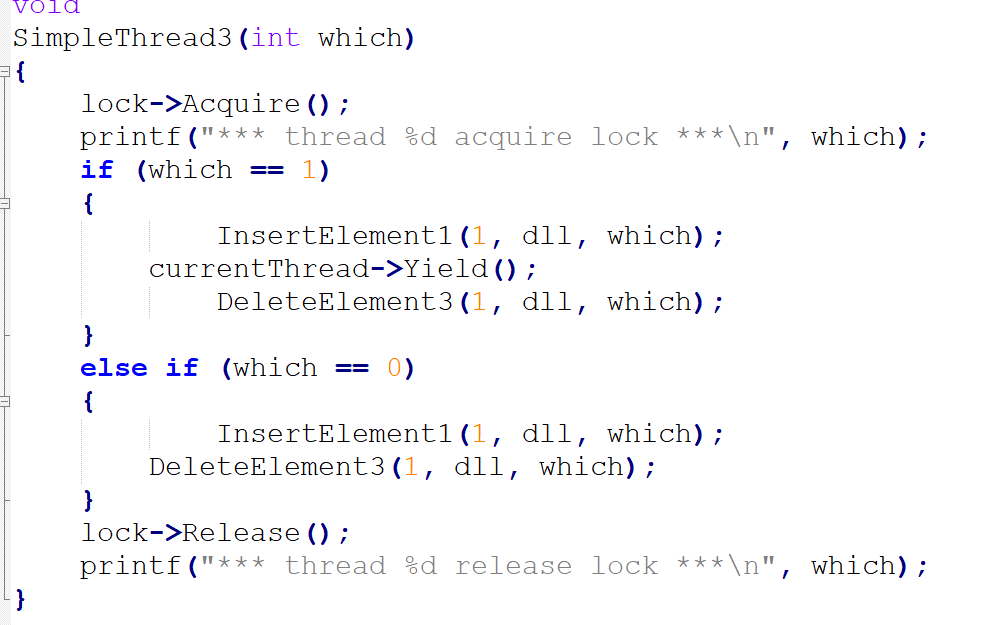 void
SimpleThread3(int which)
{
    lock->Acquire();
    printf("*** thread %d acquire lock ***\n", which);
    if (which == 1)
    {
            InsertElement1(1, dll, which);
        currentThread->Yield();
            DeleteElement3(1, dll, which);
    }
    else if (which == 0)
    {
            InsertElement1(1, dll, which);
        DeleteElement3(1, dll, which);
    }
    lock->Release();
    printf("*** thread %d release lock ***\n", which);
}